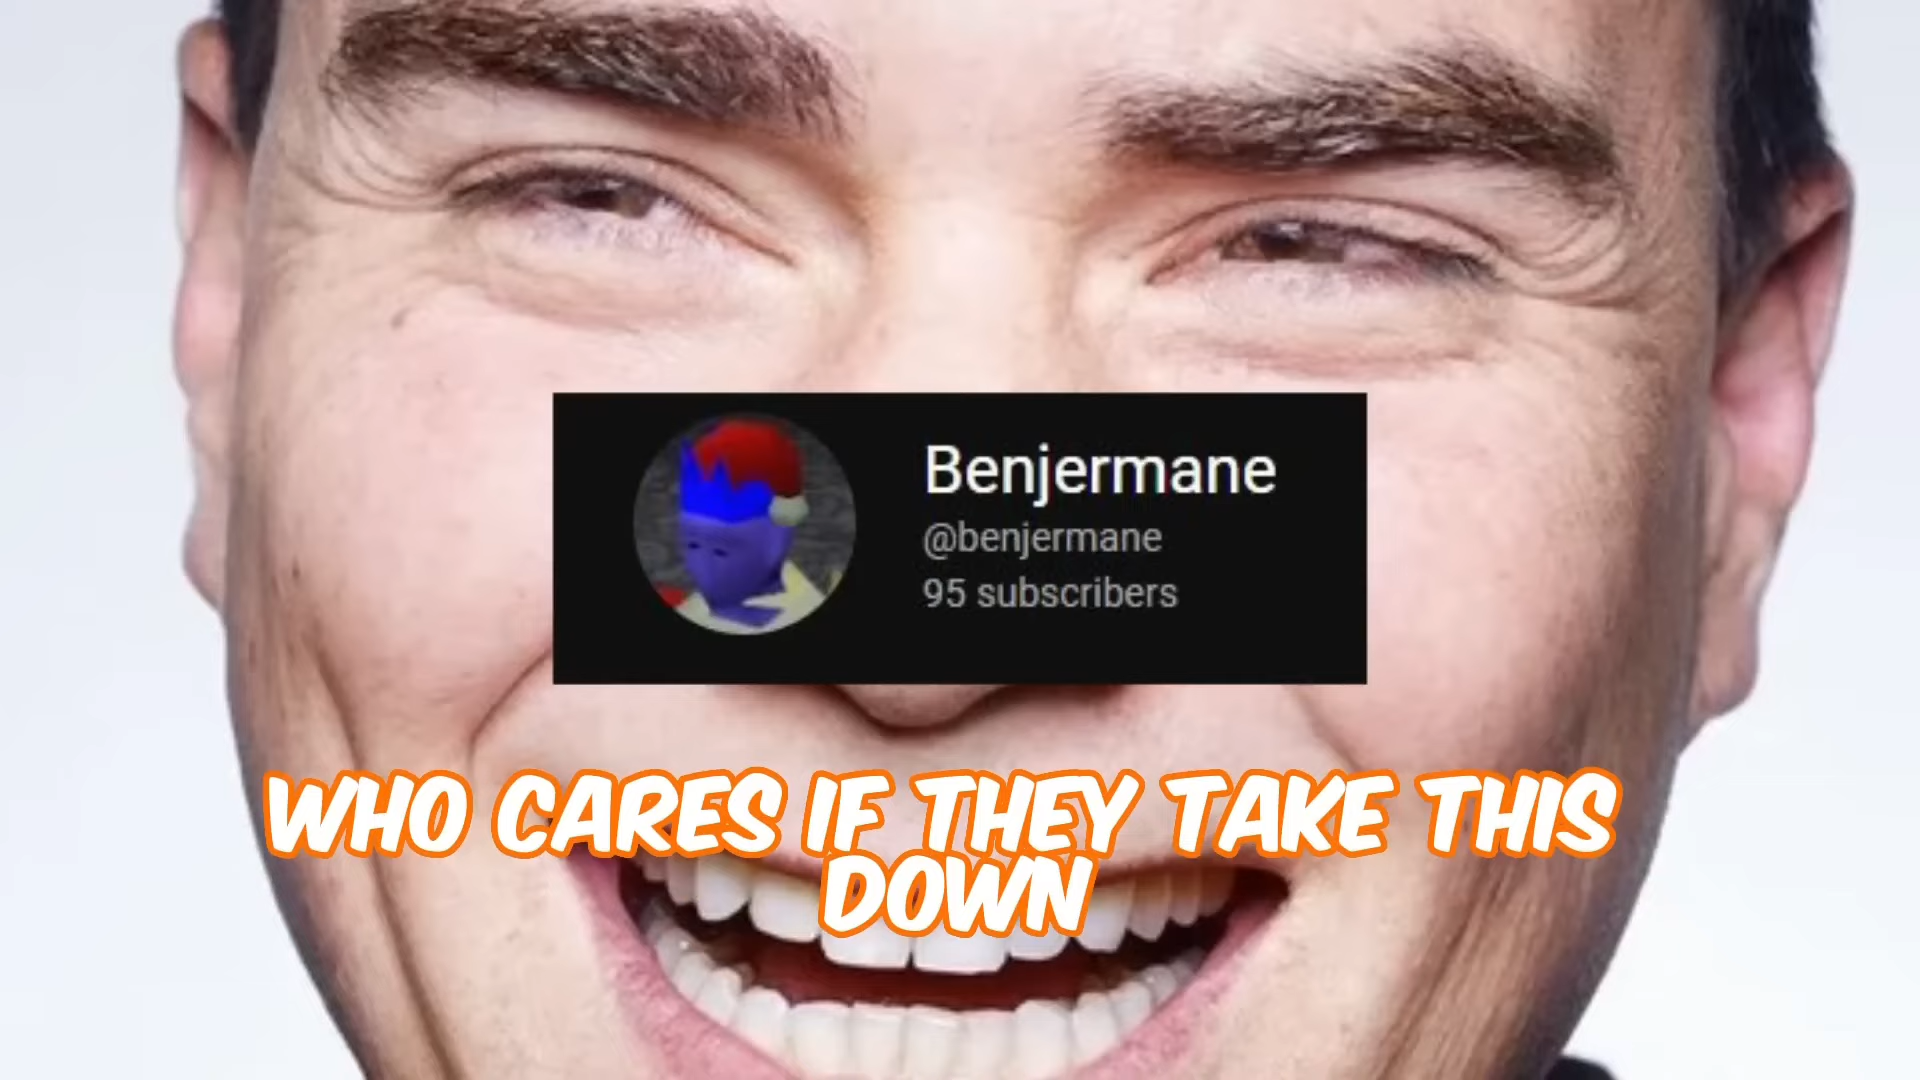 Benjermane
@benjermane
95 subscribers
WHO CARES IF THEY TAKE THIS
DOWN